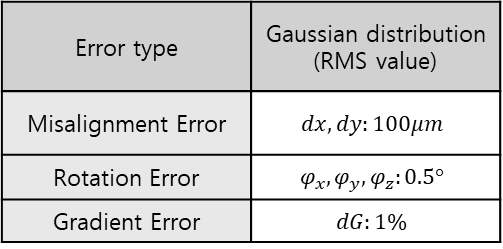 Error type
Gaussian distribution
(RMS value)
Misalignment Error
dx, dy: 100μm
Rotation Error
φx, φy, φz: 0.5°
Gradient Error
dG: 1%